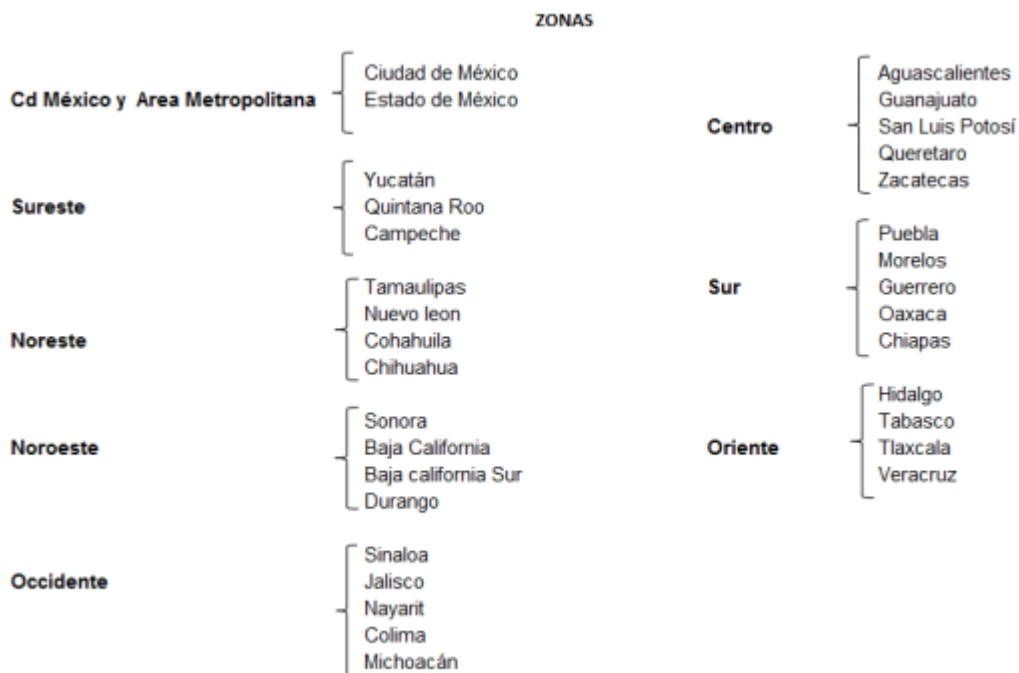 ZONAS
Cd México y Area Metropolitana
Ciudad de México
Estado de México
Sureste
Yucatán
Quintana Roo
Campeche
Noreste
Tamaulipas
Nuevo leon
Cohahuila
Chihuahua
Noroeste
Sonora
Baja California
Baja california Sur
Durango
Occidente
Sinaloa
Jalisco
Nayarit
Colima
Michoacán
Centro
Aguascalientes
Guanajuato
San Luis Potosí
Queretaro
Zacatecas
Sur
Puebla
Morelos
Guerrero
Oaxaca
Chiapas
Oriente
Hidalgo
Tabasco
Tlaxcala
Veracruz